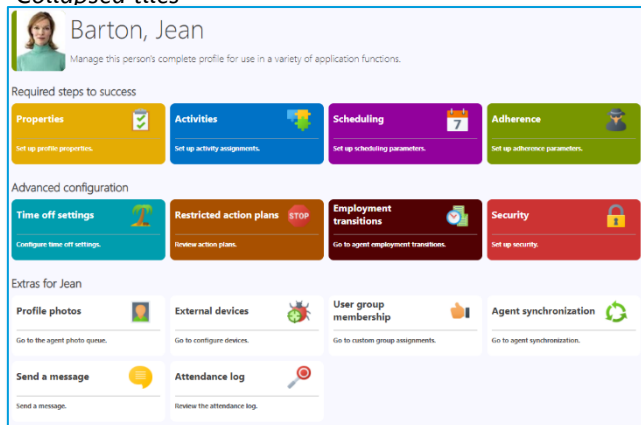 Collapsed tiles
Barton, Jean
Manage this person's complete profile for use in a variety of application functions.
Required steps to success
Properties
Set up profile properties.
Activities
Set up activity assignments.
Scheduling
7
Set up scheduling parameters.
Adherence
Set up adherence parameters.
Advanced configuration
Time off settings
Configure time off settings.
Restricted action plans
STOP
Review action plans.
Employment
transitions
Go to agent employment transitions.
Security
Set up security.
Extras for Jean
Profile photos
Go to the agent photo queue.
External devices
Go to configure devices.
User group
membership
Go to custom group assignments.
Agent synchronization
Go to agent synchronization.
Send a message
Send a message.
Attendance log
Review the attendance log.